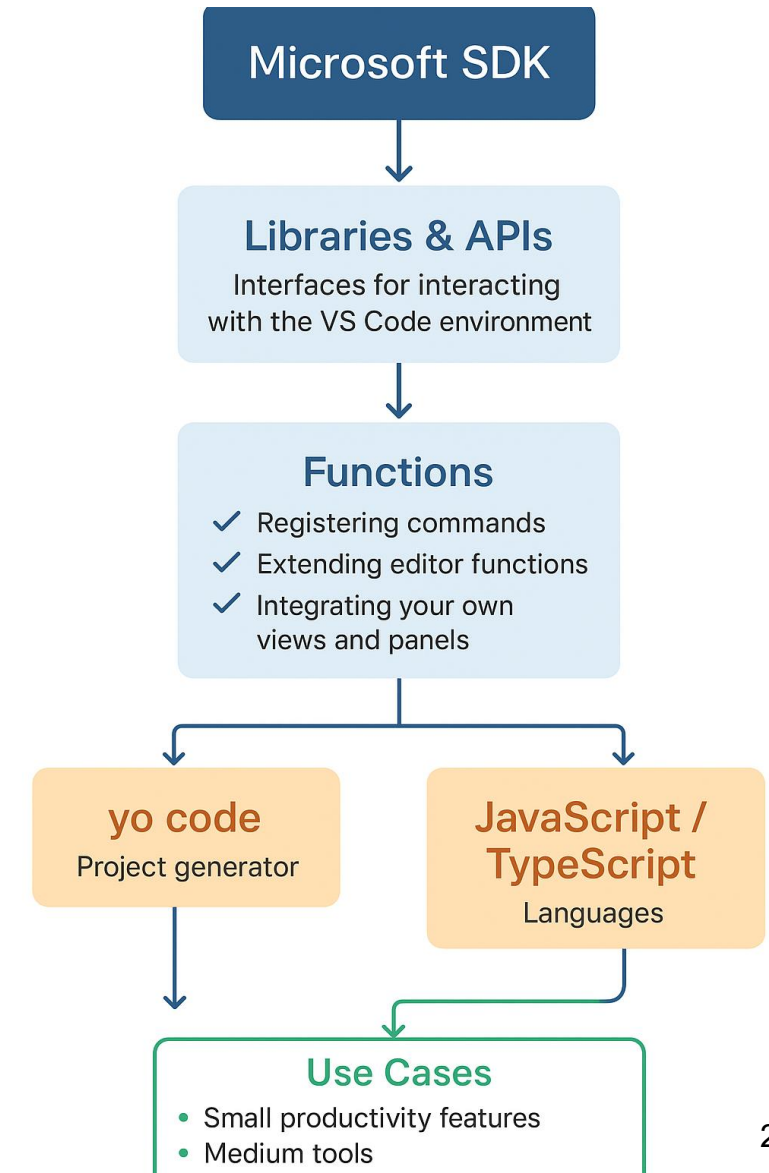 Microsoft SDK
Libraries & APIs
Interfaces for interacting
with the VS Code environment
Functions
Registering commands
Extending editor functions
Integrating your own
views and panels
yo code
Project generator
JavaScript /
TypeScript
Languages
Use Cases
Small productivity features
Medium tools